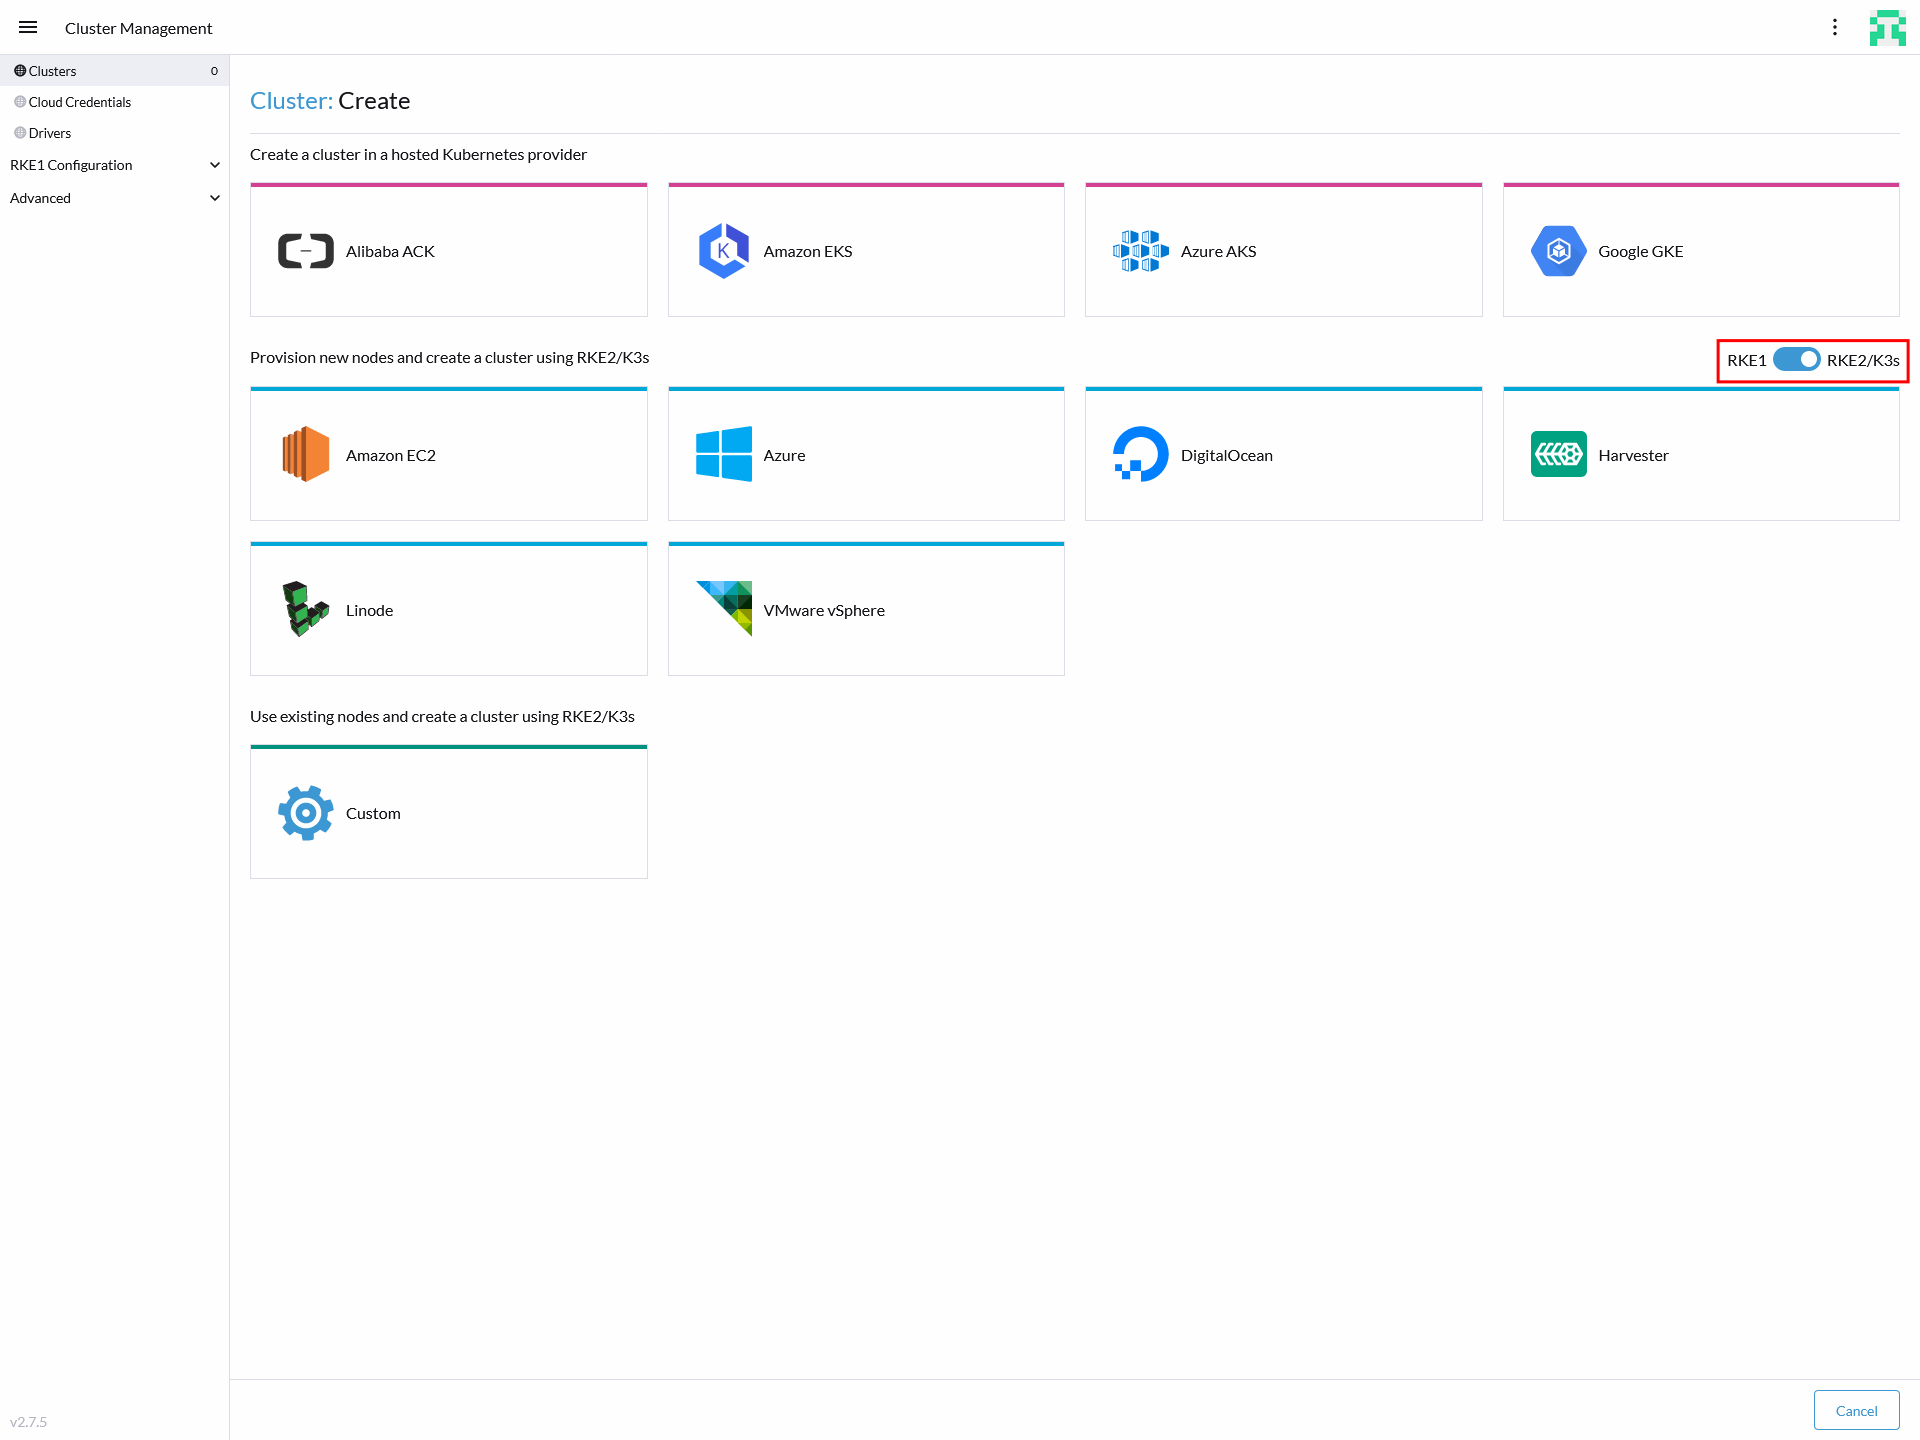 Cluster Management
Clusters 0
Cloud Credentials
Drivers
RKE1 Configuration
Advanced
Cluster: Create
Create a cluster in a hosted Kubernetes provider
Alibaba ACK
K
Amazon EKS
Azure AKS
Google GKE
Provision new nodes and create a cluster using RKE2/K3s
RKE1 RKE2/K3s
Amazon EC2
Azure
DigitalOcean
Harvester
Linode
VMware vSphere
Use existing nodes and create a cluster using RKE2/K3s
Custom
Cancel
v2.7.5